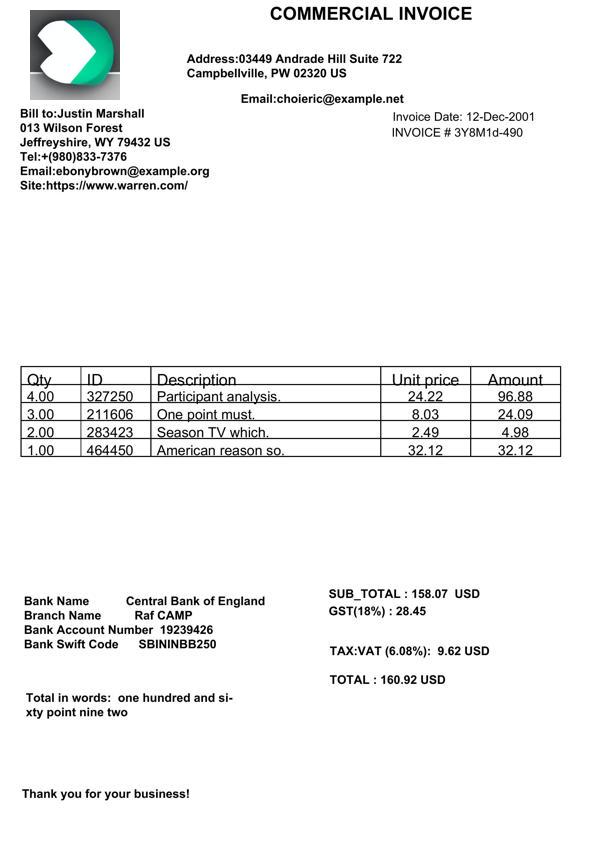 COMMERCIAL INVOICE
Address:03449 Andrade Hill Suite 722
Campbellville, PW 02320 US
Email:choieric@example.net
Bill to:Justin Marshall
013 Wilson Forest
Jeffreyshire, WY 79432 US
Tel:+(980)833-7376
Email:ebonybrown@example.org
Site:https://www.warren.com/
Invoice Date: 12-Dec-2001
INVOICE # 3Y8M1d-490
Qty ID Description Unit price Amount
4.00 327250 Participant analysis. 24.22 96.88
3.00 211606 One point must. 8.03 24.09
2.00 283423 Season TV which. 2.49 4.98
1.00 464450 American reason so. 32.12 32.12
Bank Name Central Bank of England
Branch Name Raf CAMP
Bank Account Number 19239426
Bank Swift Code SBININBB250
SUB_TOTAL : 158.07 USD
GST(18%) : 28.45
TAX:VAT (6.08%): 9.62 USD
TOTAL : 160.92 USD
Total in words: one hundred and si-
xty point nine two
Thank you for your business!